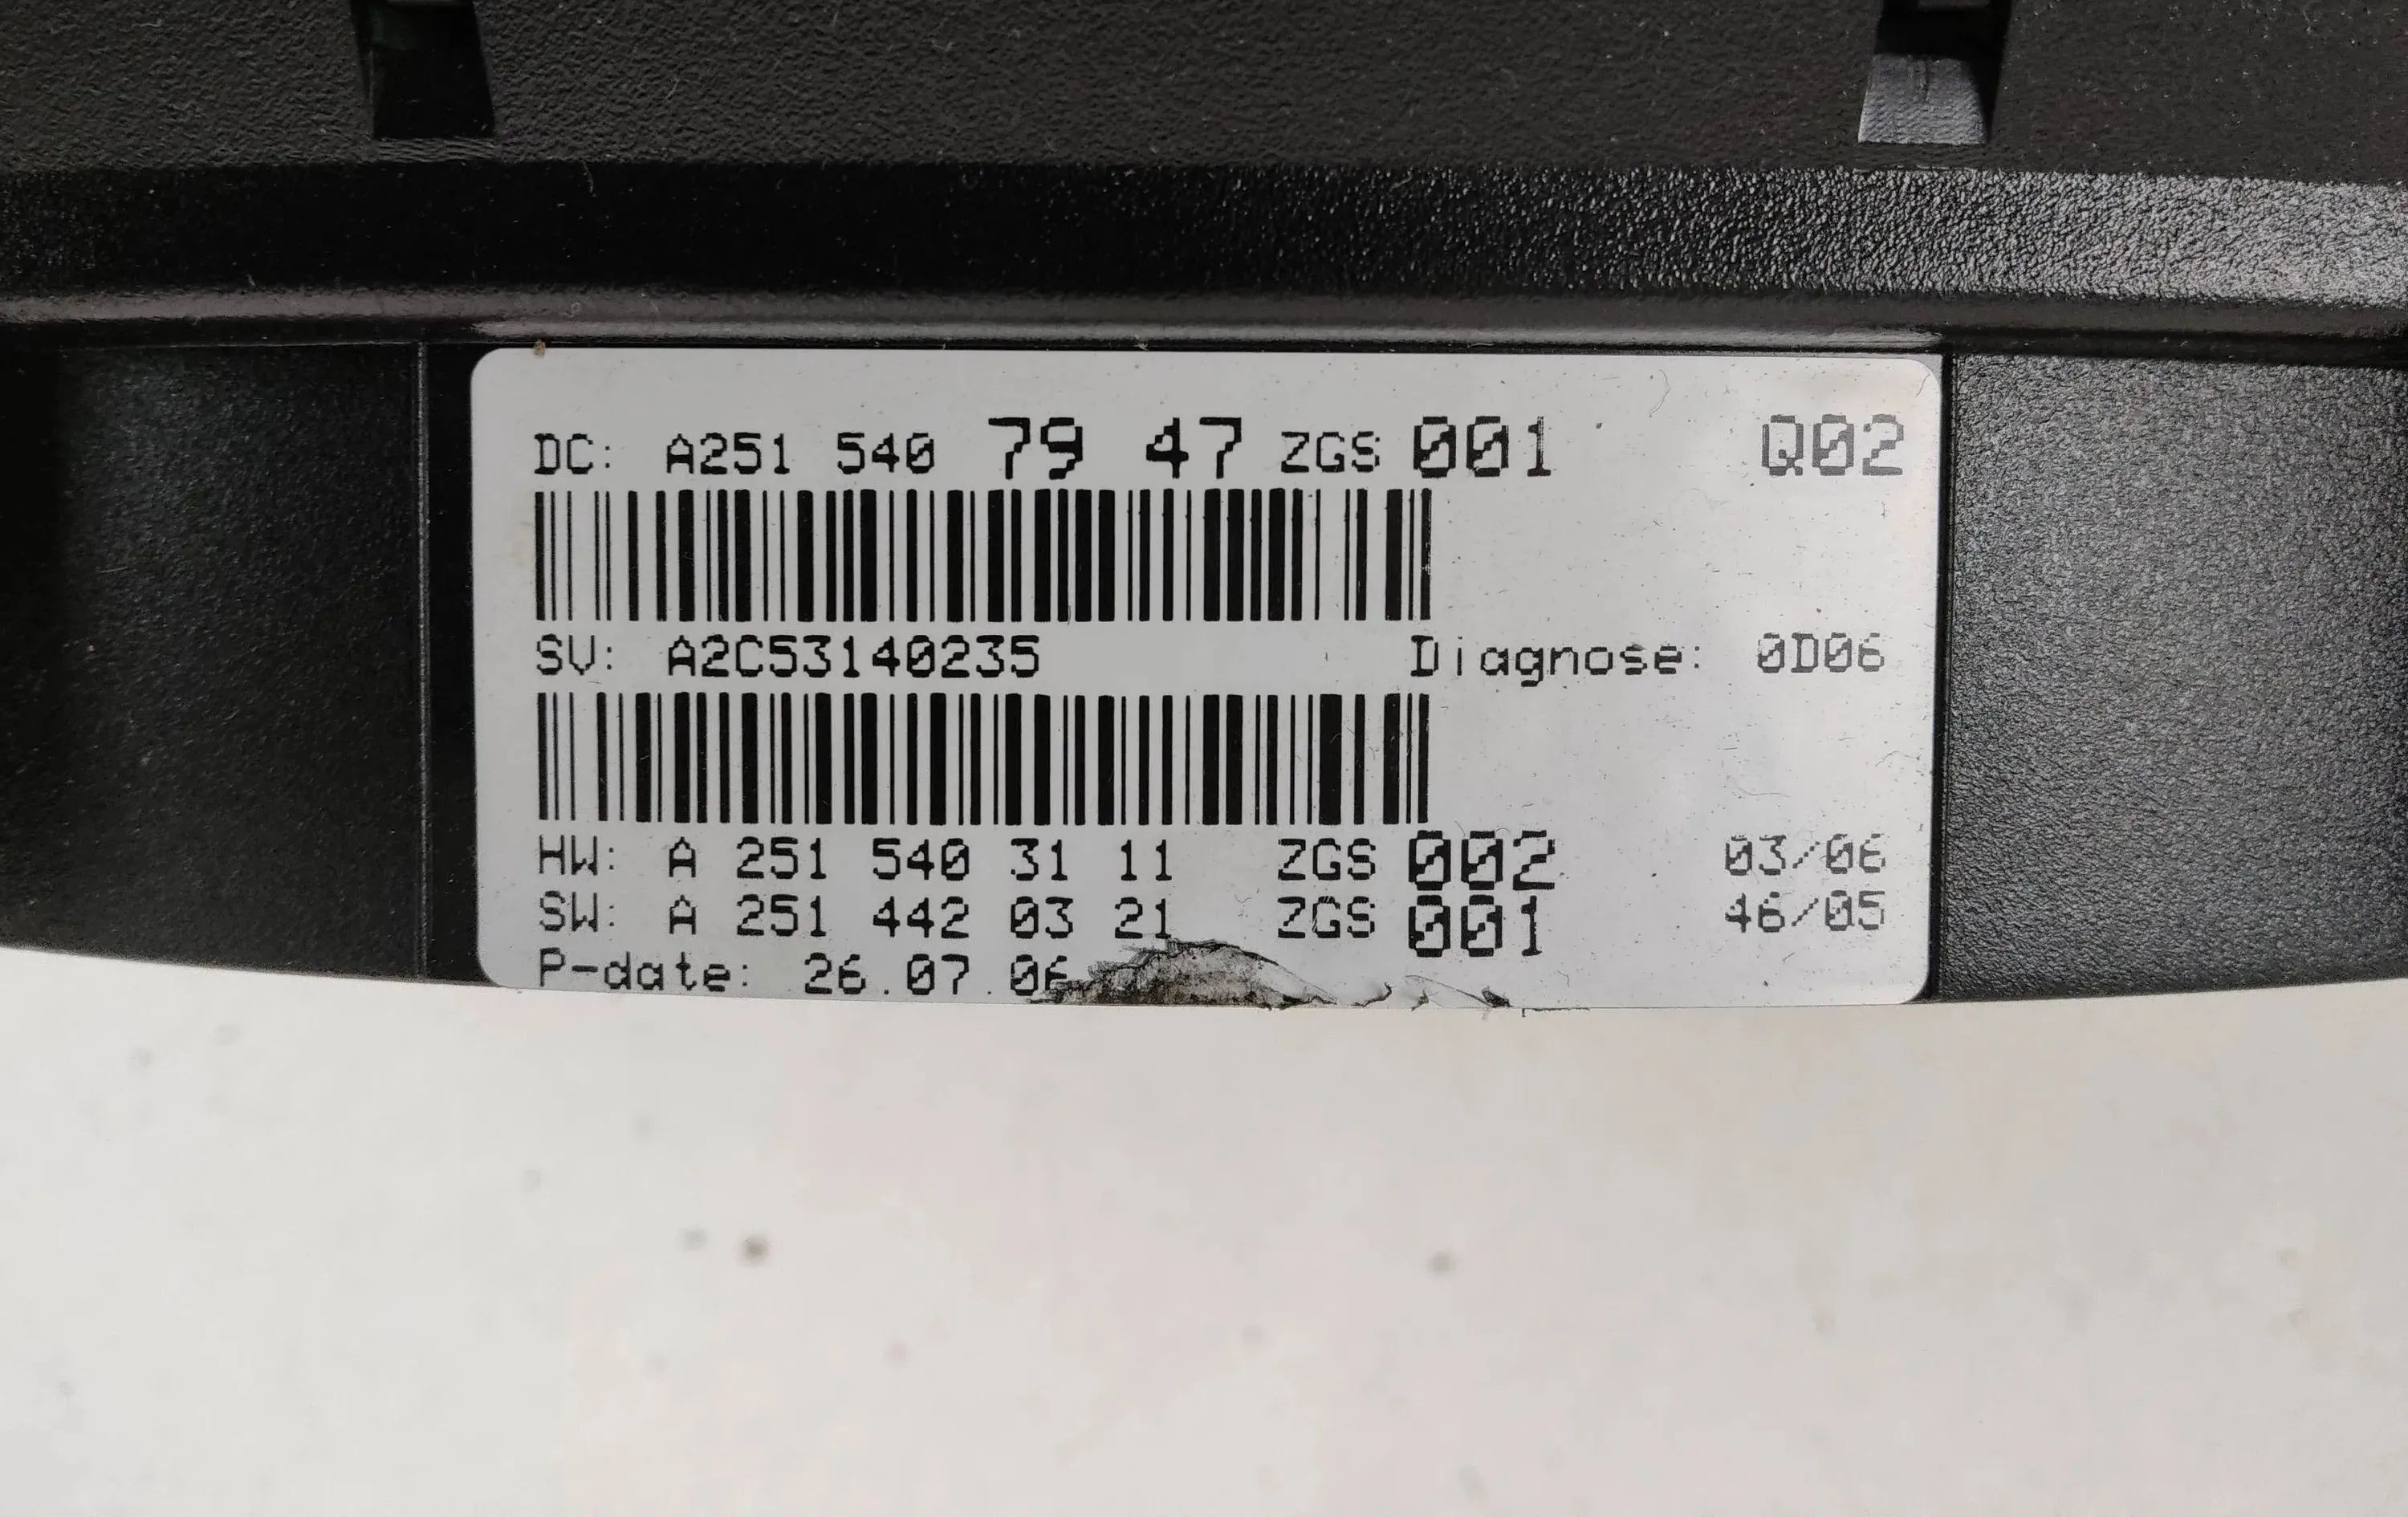 DC: A251 540 79 47 ZGS 001 Q02
SV: A2C53140235 Diagnose: 0D06
HW: A 251 540 31 11 ZGS 002 03/06
SW: A 251 442 03 21 ZGS 001 46/05
P-date: 26.07.06